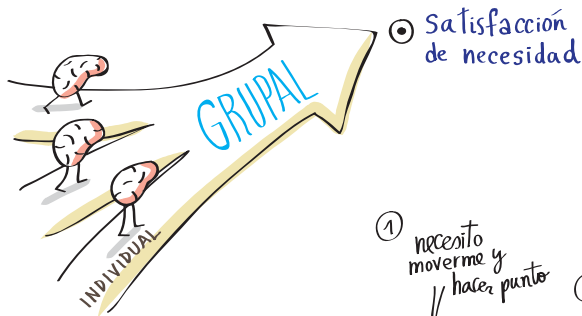 Satisfacción
de necesidad
GRUPAL
INDIVIDUAL
1
necesito
moverme y
hacer punto